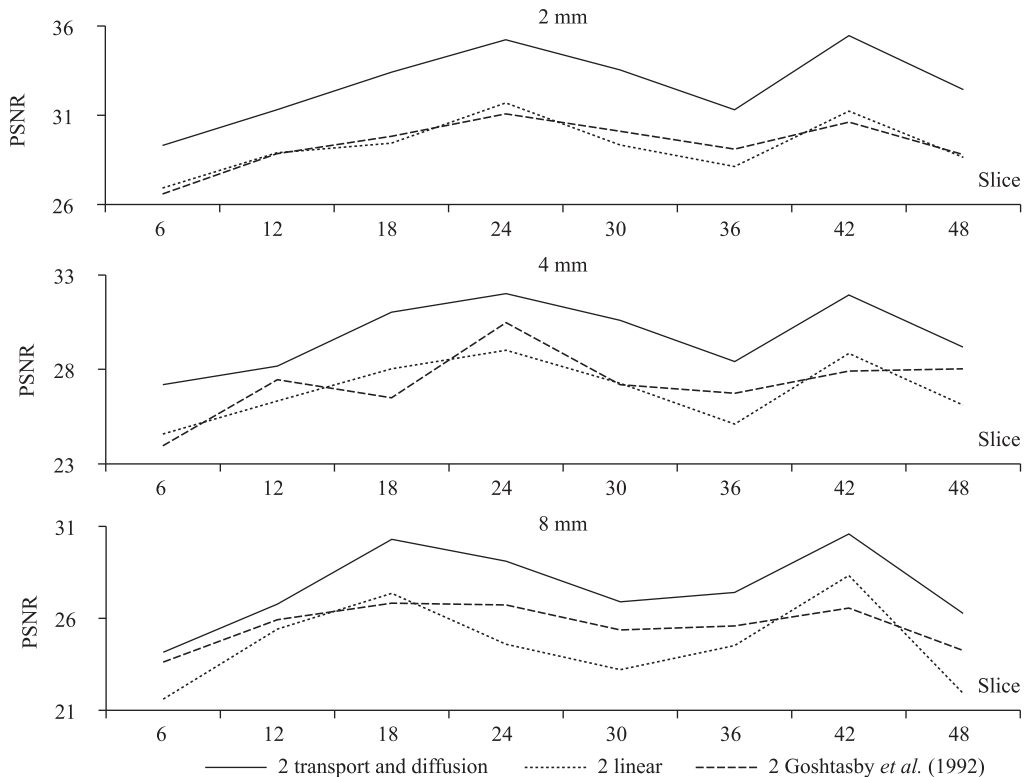 2 mm
36
31
26
PSNR
Slice
6 12 18 24 30 36 42 48
4 mm
33
28
23
PSNR
Slice
6 12 18 24 30 36 42 48
8 mm
31
26
21
PSNR
Slice
6 12 18 24 30 36 42 48
2 transport and diffusion 2 linear 2 Goshtasby et al. (1992)